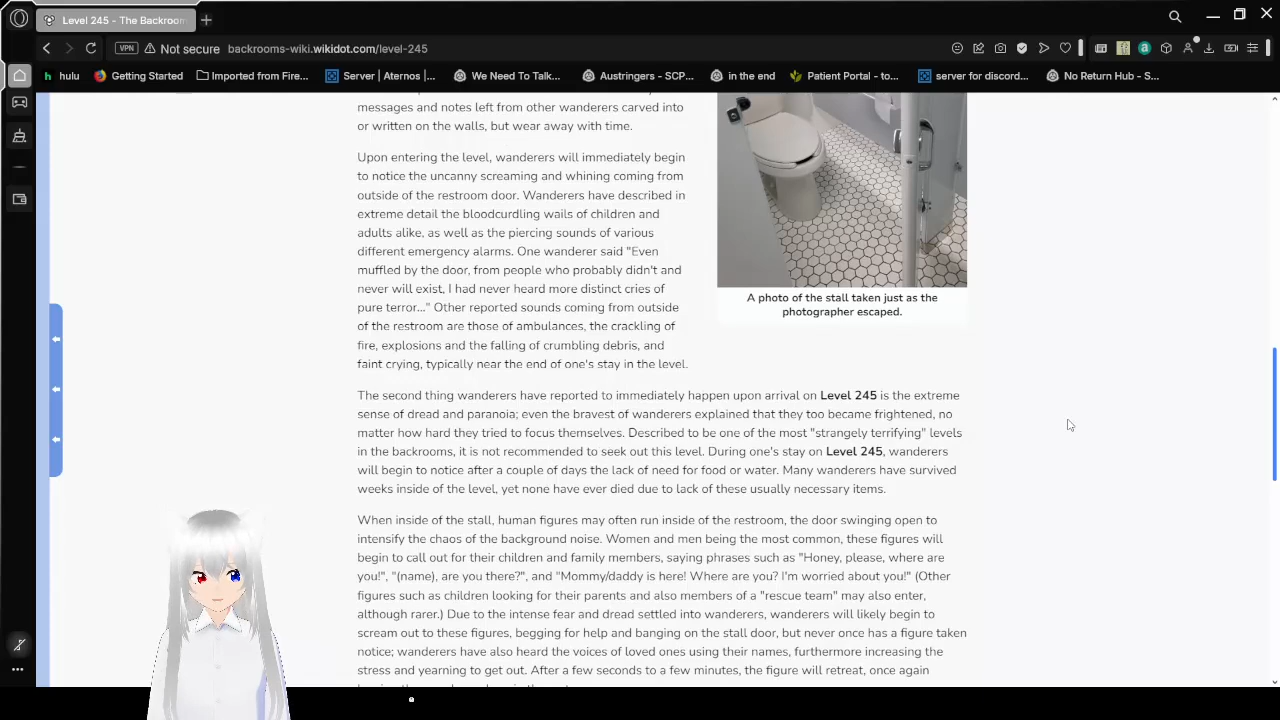 Level 245 - The Backroom
VPN
Not secure
backrooms-wiki.wikidot.com/level-245
hulu
Getting Started
Imported from Fire...
Server | Aternos |...
We Need To Talk...
Austringers - SCP...
in the end
Patient Portal - to...
server for discord...
No Return Hub - S...
messages and notes left from other wanderers carved into
or written on the walls, but wear away with time.
Upon entering the level, wanderers will immediately begin
to notice the uncanny screaming and whining coming from
outside of the restroom door. Wanderers have described in
extreme detail the bloodcurdling wails of children and
adults alike, as well as the piercing sounds of various
different emergency alarms. One wanderer said "Even
muffled by the door, from people who probably didn't and
never will exist, I had never heard more distinct cries of
pure terror..." Other reported sounds coming from outside
of the restroom are those of ambulances, the crackling of
fire, explosions and the falling of crumbling debris, and
faint crying, typically near the end of one's stay in the level.
A photo of the stall taken just as the
photographer escaped.
The second thing wanderers have reported to immediately happen upon arrival on Level 245 is the extreme
sense of dread and paranoia; even the bravest of wanderers explained that they too became frightened, no
matter how hard they tried to focus themselves. Described to be one of the most "strangely terrifying" levels
in the backrooms, it is not recommended to seek out this level. During one's stay on Level 245, wanderers
will begin to notice after a couple of days the lack of need for food or water. Many wanderers have survived
weeks inside of the level, yet none have ever died due to lack of these usually necessary items.
When inside of the stall, human figures may often run inside of the restroom, the door swinging open to
intensify the chaos of the background noise. Women and men being the most common, these figures will
begin to call out for their children and family members, saying phrases such as "Honey, please, where are
you!", "(name), are you there?", and "Mommy/daddy is here! Where are you? I'm worried about you!" (Other
figures such as children looking for their parents and also members of a "rescue team" may also enter,
although rarer.) Due to the intense fear and dread settled into wanderers, wanderers will likely begin to
scream out to these figures, begging for help and banging on the stall door, but never once has a figure taken
notice; wanderers have also heard the voices of loved ones using their names, furthermore increasing the
stress and yearning to get out. After a few seconds to a few minutes, the figure will retreat, once again